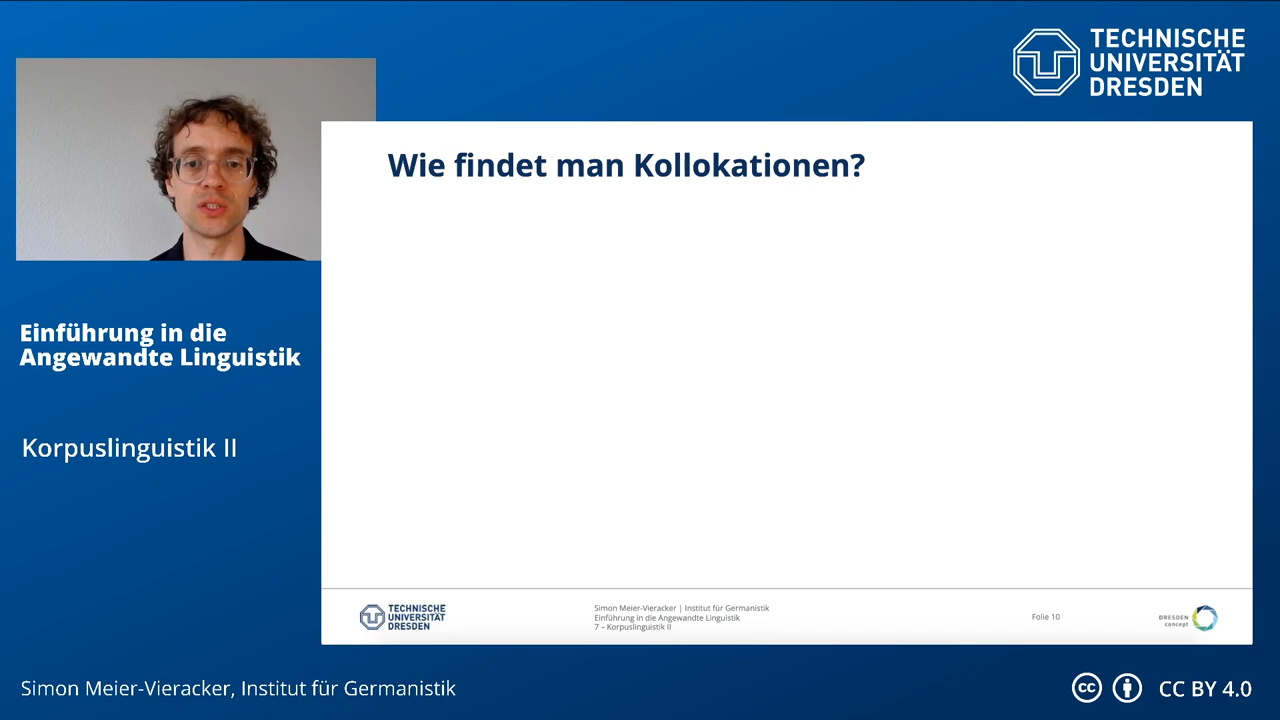 TECHNISCHE
UNIVERSITÄT
DRESDEN
Wie findet man Kollokationen?
Einführung in die
Angewandte Linguistik
Korpuslinguistik II
TECHNISCHE
UNIVERSITÄT
DRESDEN
Simon Meier-Vieracker | Institut für Germanistik
Einführung in die Angewandte Linguistik
7 – Korpuslinguistik II
Folie 10
DRESDEN
concept
Simon Meier-Vieracker, Institut für Germanistik
cc
CC BY 4.0